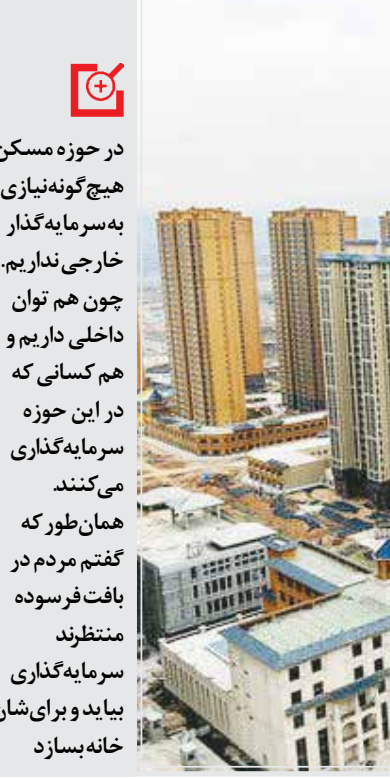 در حوزه مسکن
هیچ‌گونه نیازی
به سرمایه‌گذار
خارجی نداریم.
چون هم توان
داخلی داریم و
هم کسانی که
در این حوزه
سرمایه‌گذاری
می‌کنند.
همان‌طور که
گفتم مردم در
بافت فرسوده
منتظرند
سرمایه‌گذاری
بیاید و برای‌شان
خانه بسازد